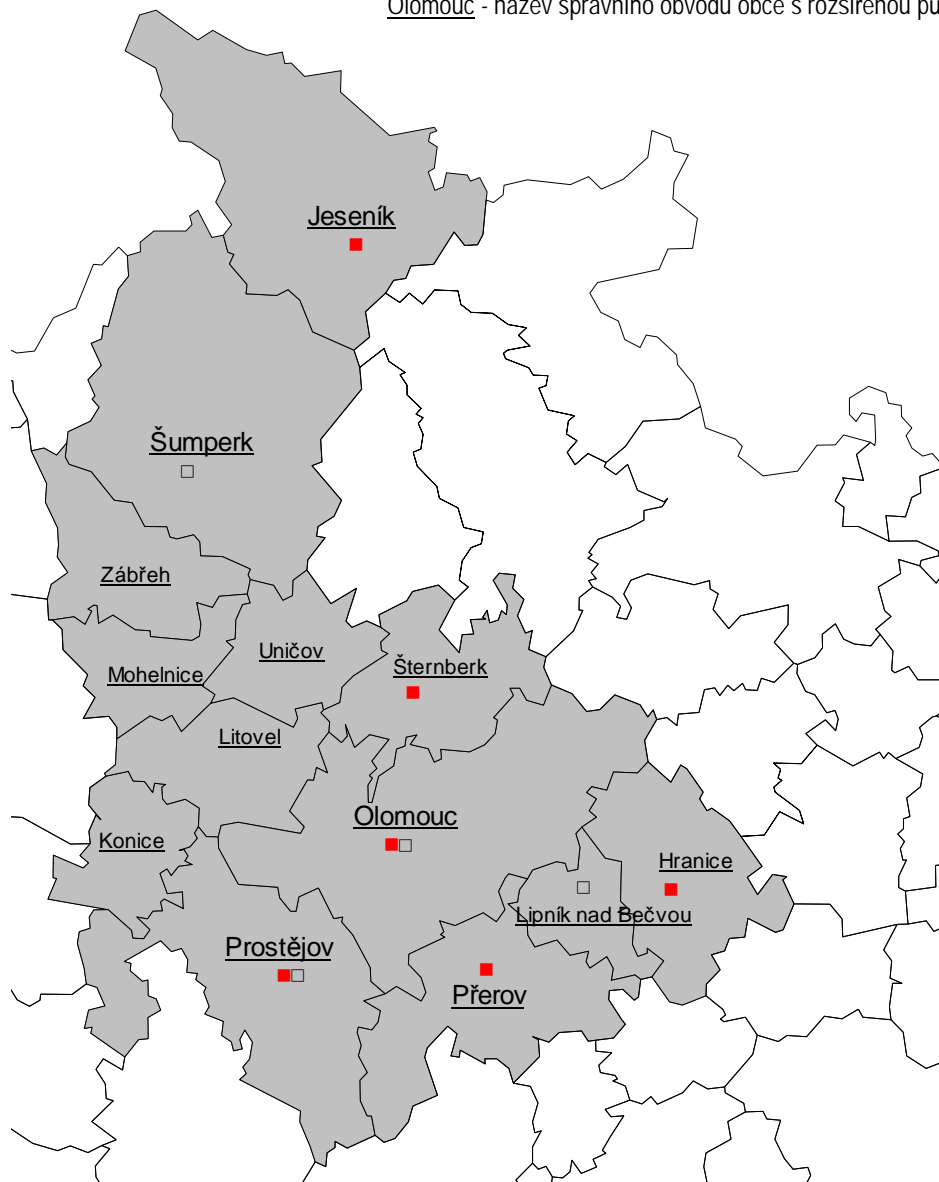 Olomouc - název správního obvodu obce s rozšířenou
Jeseník
Šumperk
Zábřeh
Uničov
Mohelnice
Šternberk
Litovel
Olomouc
Konice
Hranice
Lipník nad Bečvou
Prostějov
Přerov